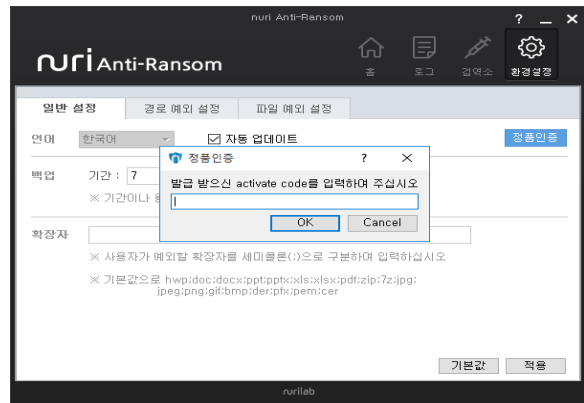 nuri Anti-Ransom
? _ ×
nuri Anti-Ransom
홈 로그 검역소 환경설정
일반 설정 경로 예외 설정 파일 예외 설정
언어 한국어 자동 업데이트 정품인증
정품인증 ? ×
백업 기간 : 7
발급 받으신 activate code를 입력하여 주십시오
※ 기간이나
OK Cancel
확장자
※ 사용자가 예외할 확장자를 세미콜론(;)으로 구분하여 입력하십시오
※ 기본값으로 hwp;doc;docx;ppt;pptx;xls;xlsx;pdf;zip;7z;jpg;
jpeg;png;gif;bmp;der;pfx;pem;cer
기본값 적용
nurilab